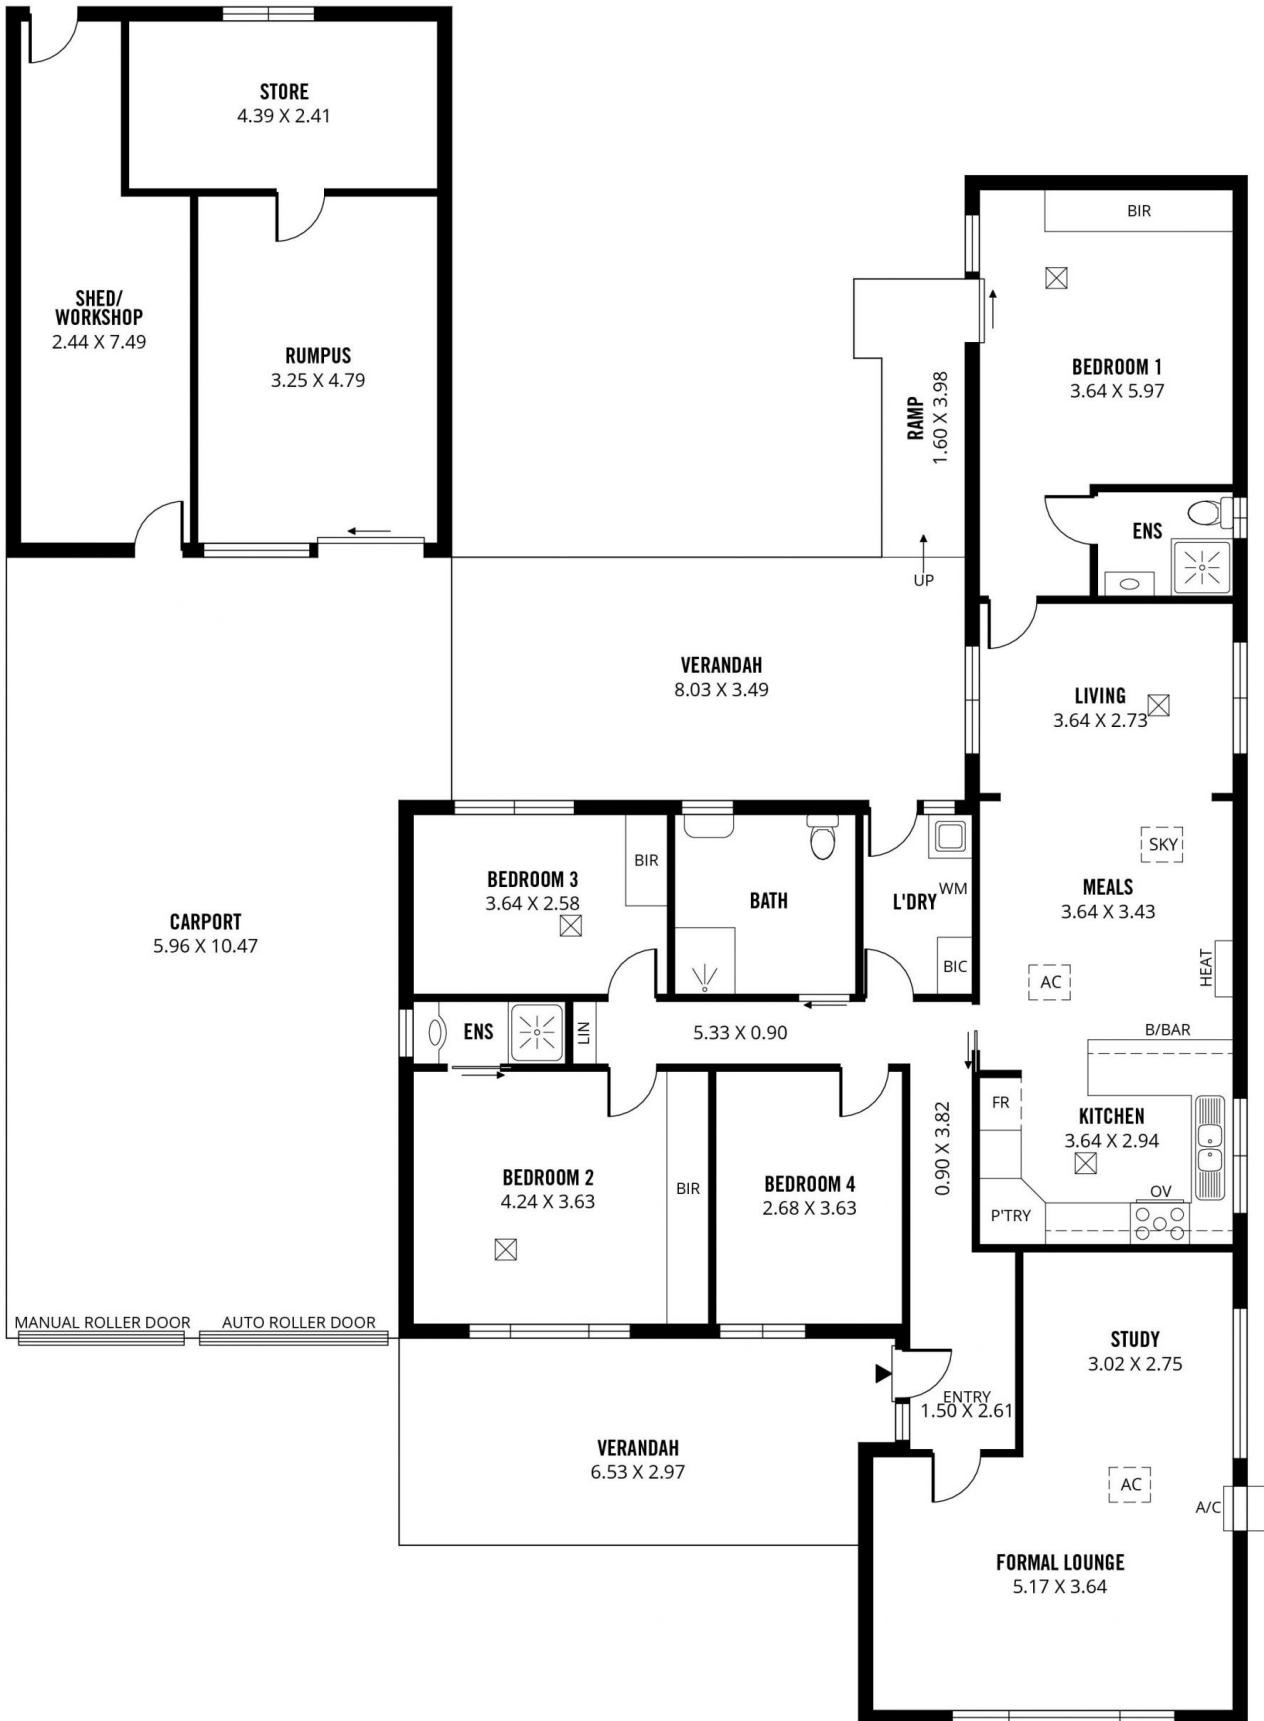 STORE
4.39 X 2.41
BIR
SHED/
WORKSHOP
2.44 X 7.49
RUMPUS
3.25 X 4.79
BEDROOM 1
3.64 X 5.97
RAMP
1.60 X 3.98
ENS
UP
VERANDAH
8.03 X 3.49
LIVING
3.64 X 2.73
SKY
BEDROOM 3
3.64 X 2.58
BIR
BATH
L'DRY
WM
MEALS
3.64 X 3.43
CARPORT
5.96 X 10.47
BIC
AC
HEAT
ENS
LIN
5.33 X 0.90
B/BAR
FR
KITCHEN
3.64 X 2.94
0.90 X 3.82
BEDROOM 2
4.24 X 3.63
BIR
BEDROOM 4
2.68 X 3.63
OV
P'TRY
MANUAL ROLLER DOOR
AUTO ROLLER DOOR
STUDY
3.02 X 2.75
ENTRY
1.50 X 2.61
VERANDAH
6.53 X 2.97
AC
A/C
FORMAL LOUNGE
5.17 X 3.64